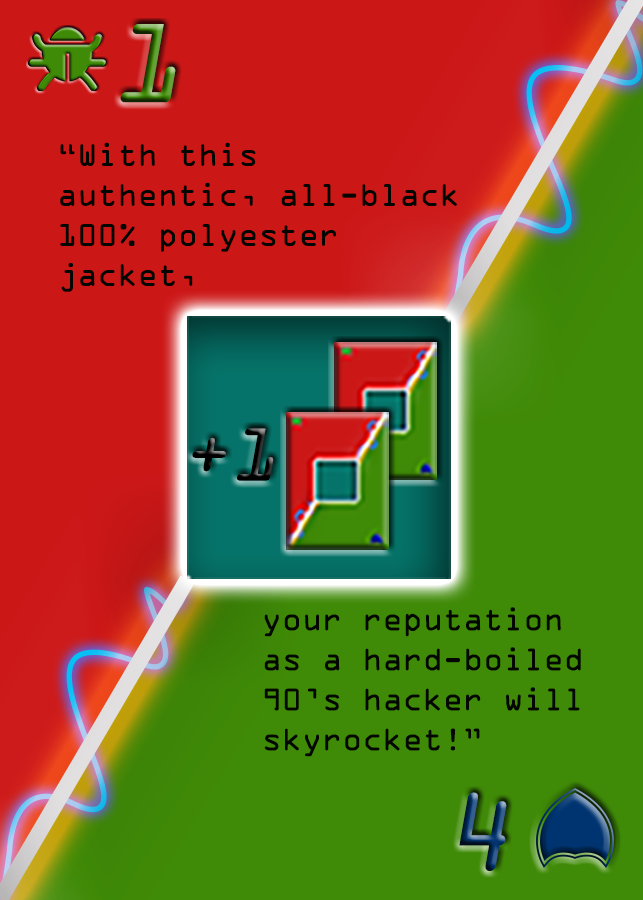 1
“With this
authentic, all-black
100% polyester
jacket,
+1
your reputation
as a hard-boiled
90's hacker will
skyrocket!”
4